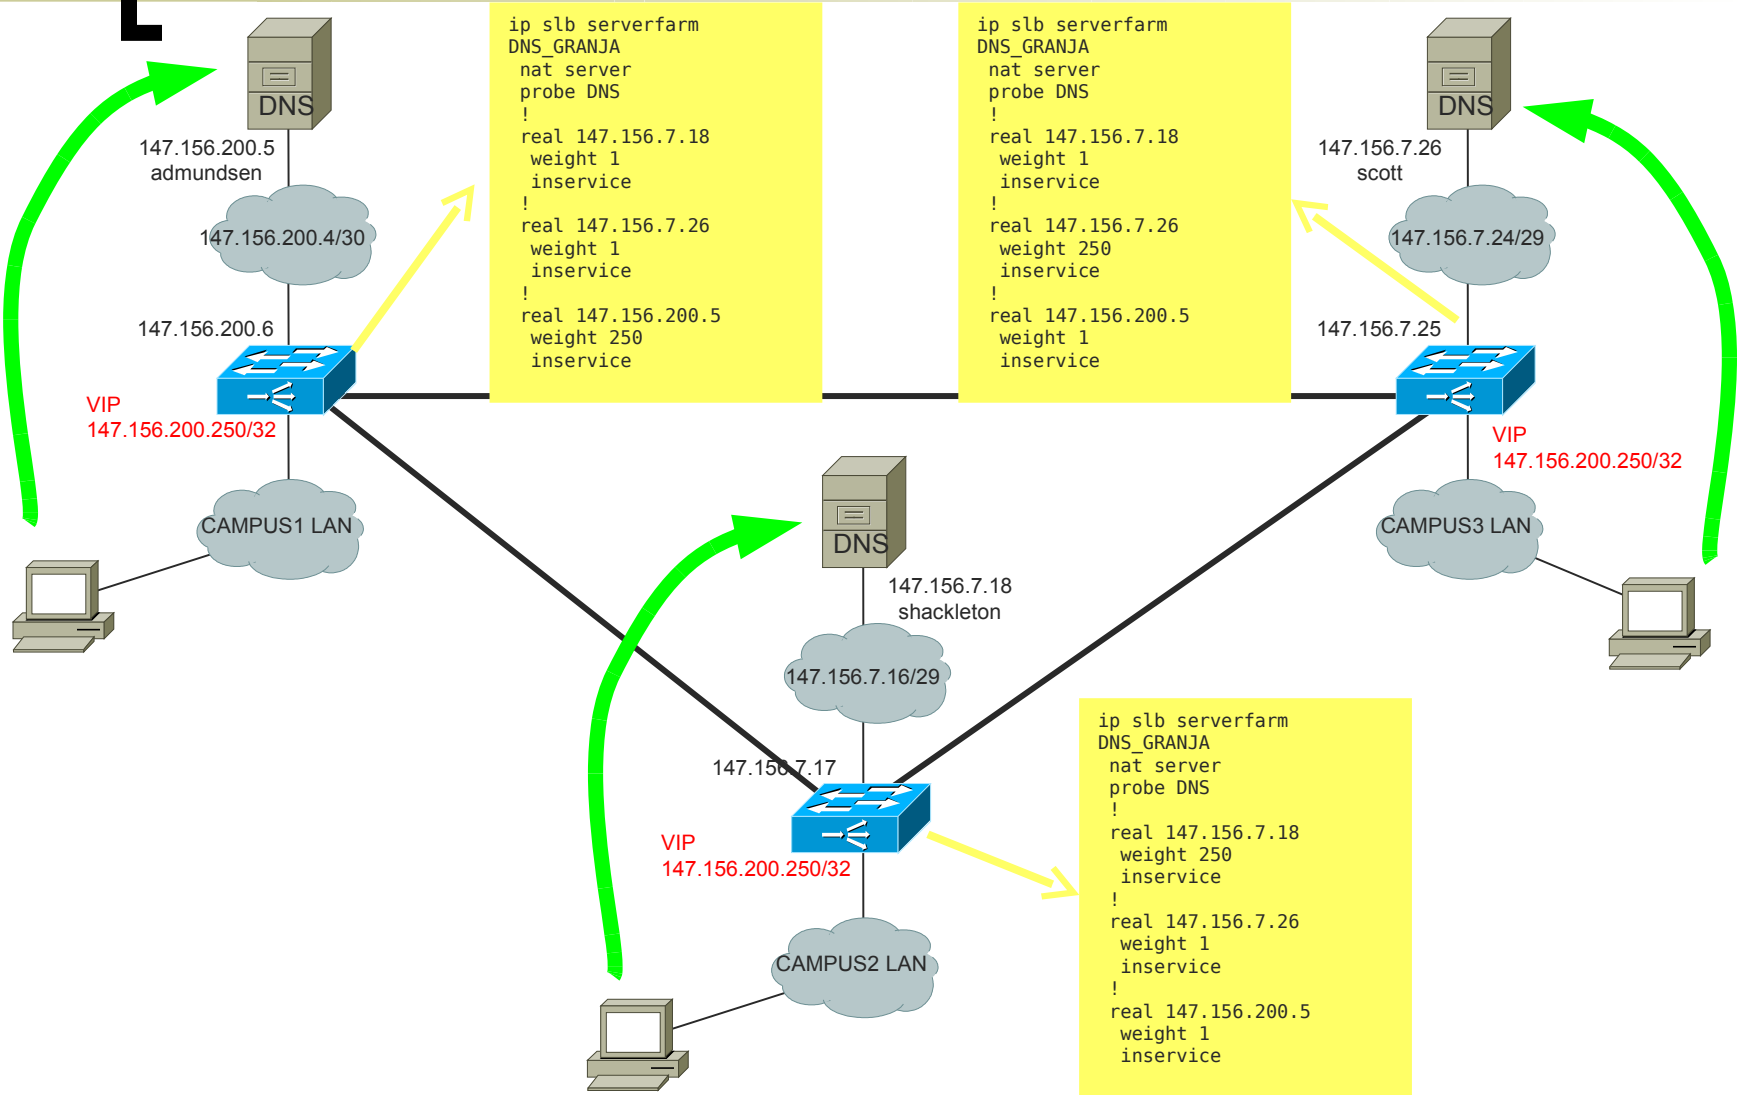 L
DNS
147.156.200.5
admundsen
147.156.200.4/30
147.156.200.6
VIP
147.156.200.250/32
CAMPUS1 LAN
ip slb serverfarm
DNS_GRANJA
nat server
probe DNS
!
real 147.156.7.18
weight 1
inservice
!
real 147.156.7.26
weight 1
inservice
!
real 147.156.200.5
weight 250
inservice
ip slb serverfarm
DNS_GRANJA
nat server
probe DNS
!
real 147.156.7.18
weight 1
inservice
!
real 147.156.7.26
weight 250
inservice
!
real 147.156.200.5
weight 1
inservice
DNS
147.156.7.26
scott
147.156.7.24/29
147.156.7.25
VIP
147.156.200.250/32
CAMPUS3 LAN
DNS
147.156.7.18
shackleton
147.156.7.16/29
147.156.7.17
VIP
147.156.200.250/32
CAMPUS2 LAN
ip slb serverfarm
DNS_GRANJA
nat server
probe DNS
!
real 147.156.7.18
weight 250
inservice
!
real 147.156.7.26
weight 1
inservice
!
real 147.156.200.5
weight 1
inservice